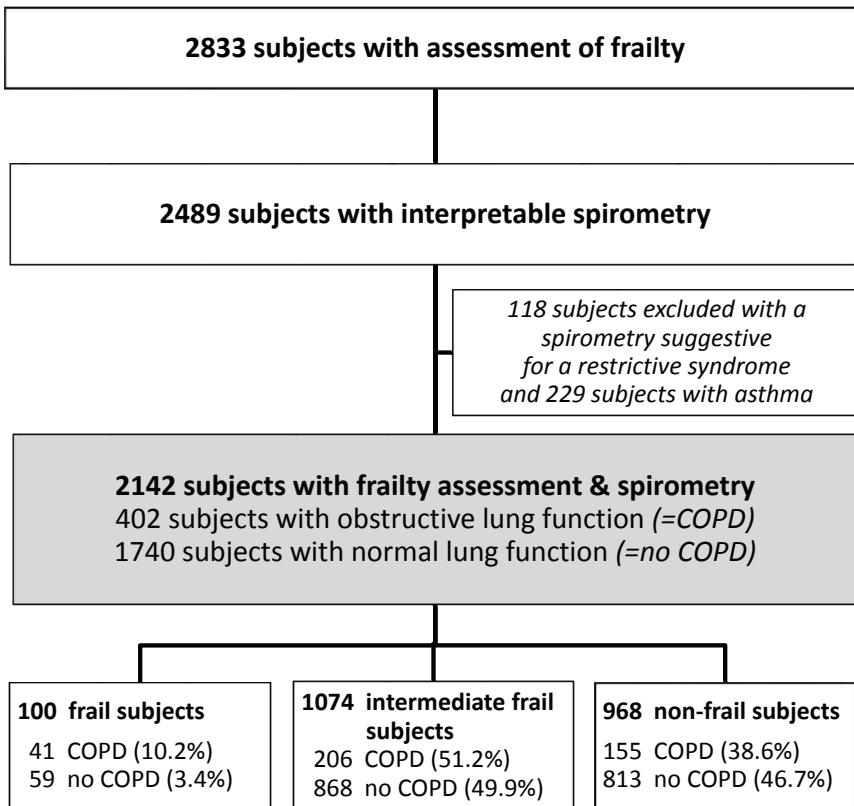 2833 subjects with assessment of frailty
2489 subjects with interpretable spirometry
118 subjects excluded with a
spirometry suggestive
for a restrictive syndrome
and 229 subjects with asthma
2142 subjects with frailty assessment & spirometry
402 subjects with obstructive lung function (=COPD)
1740 subjects with normal lung function (=no COPD)
100 frail subjects
41 COPD (10.2%)
59 no COPD (3.4%)
1074 intermediate frail
subjects
206 COPD (51.2%)
868 no COPD (49.9%)
968 non-frail subjects
155 COPD (38.6%)
813 no COPD (46.7%)